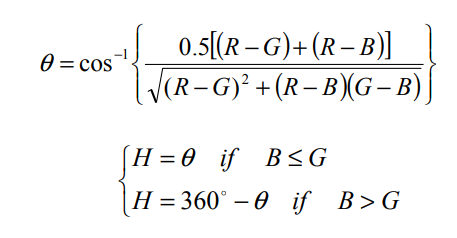 θ = cos⁻¹ { 0.5[(R − G) + (R − B)] / √((R − G)² + (R − B)(G − B)) }
{ H = θ if B ≤ G
H = 360° − θ if B > G